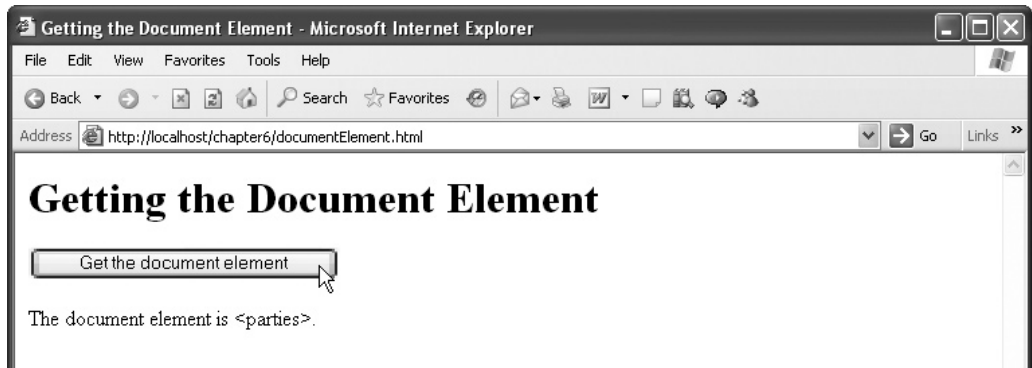 Getting the Document Element - Microsoft Internet Explorer
File Edit View Favorites Tools Help
Back Search Favorites W
Address http://localhost/chapter6/documentElement.html Go Links »
Getting the Document Element
Get the document element
The document element is <parties>.